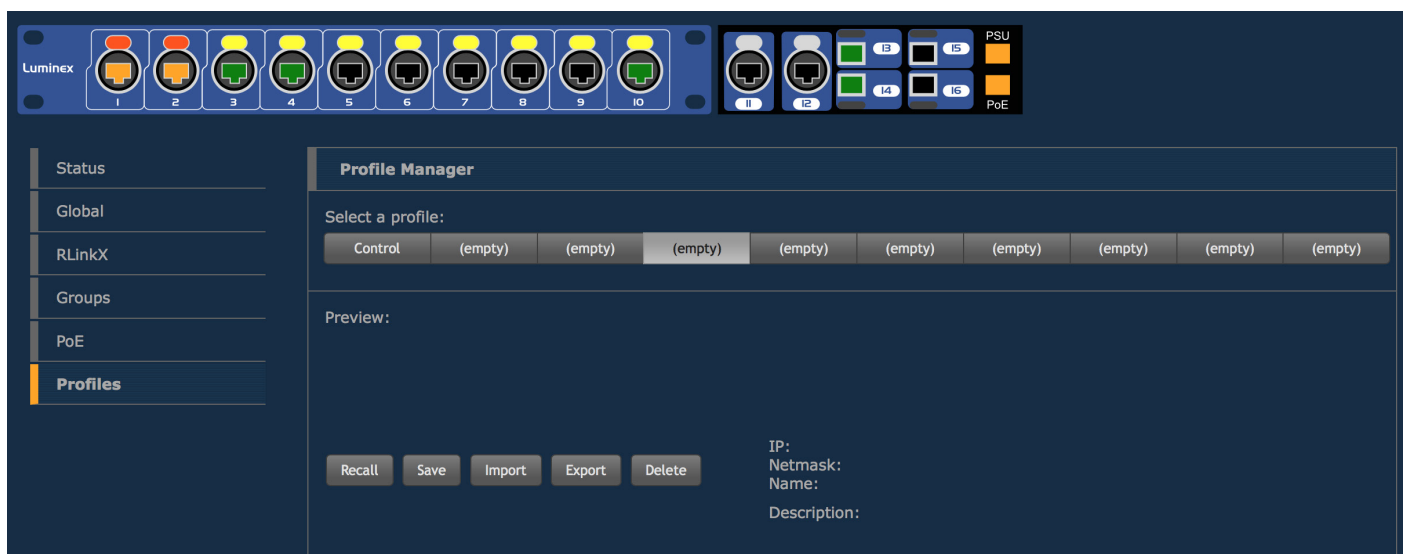 PSU
Luminex
13 15
14 16
1 2 3 4 5 6 7 8 9 10 11 12
PoE
Status
Global
RLinkX
Groups
PoE
Profiles
Profile Manager
Select a profile:
Control (empty) (empty) (empty) (empty) (empty) (empty) (empty) (empty) (empty)
Preview:
Recall Save Import Export Delete
IP:
Netmask:
Name:
Description: